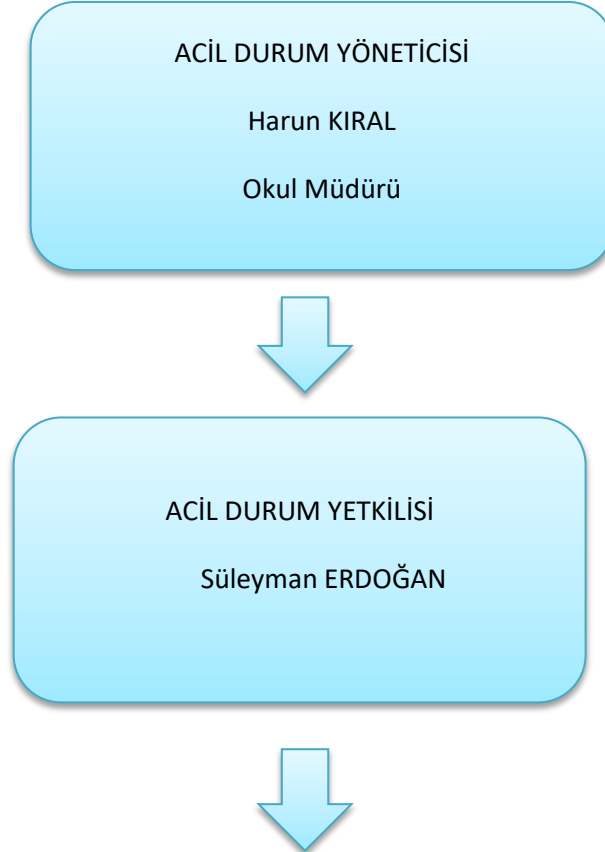 ACİL DURUM YÖNETİCİSİ
Harun KIRAL
Okul Müdürü
ACİL DURUM YETKİLİSİ
Süleyman ERDOĞAN